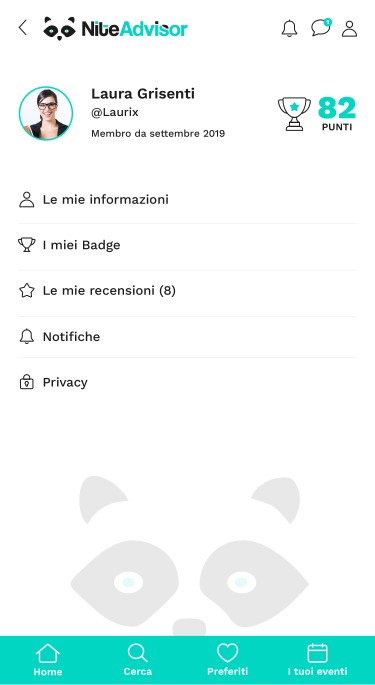 NiteAdvisor
1
Laura Grisenti
@Laurix
Membro da settembre 2019
82
PUNTI
Le mie informazioni
I miei Badge
Le mie recensioni (8)
Notifiche
Privacy
Home
Cerca
Preferiti
I tuoi eventi